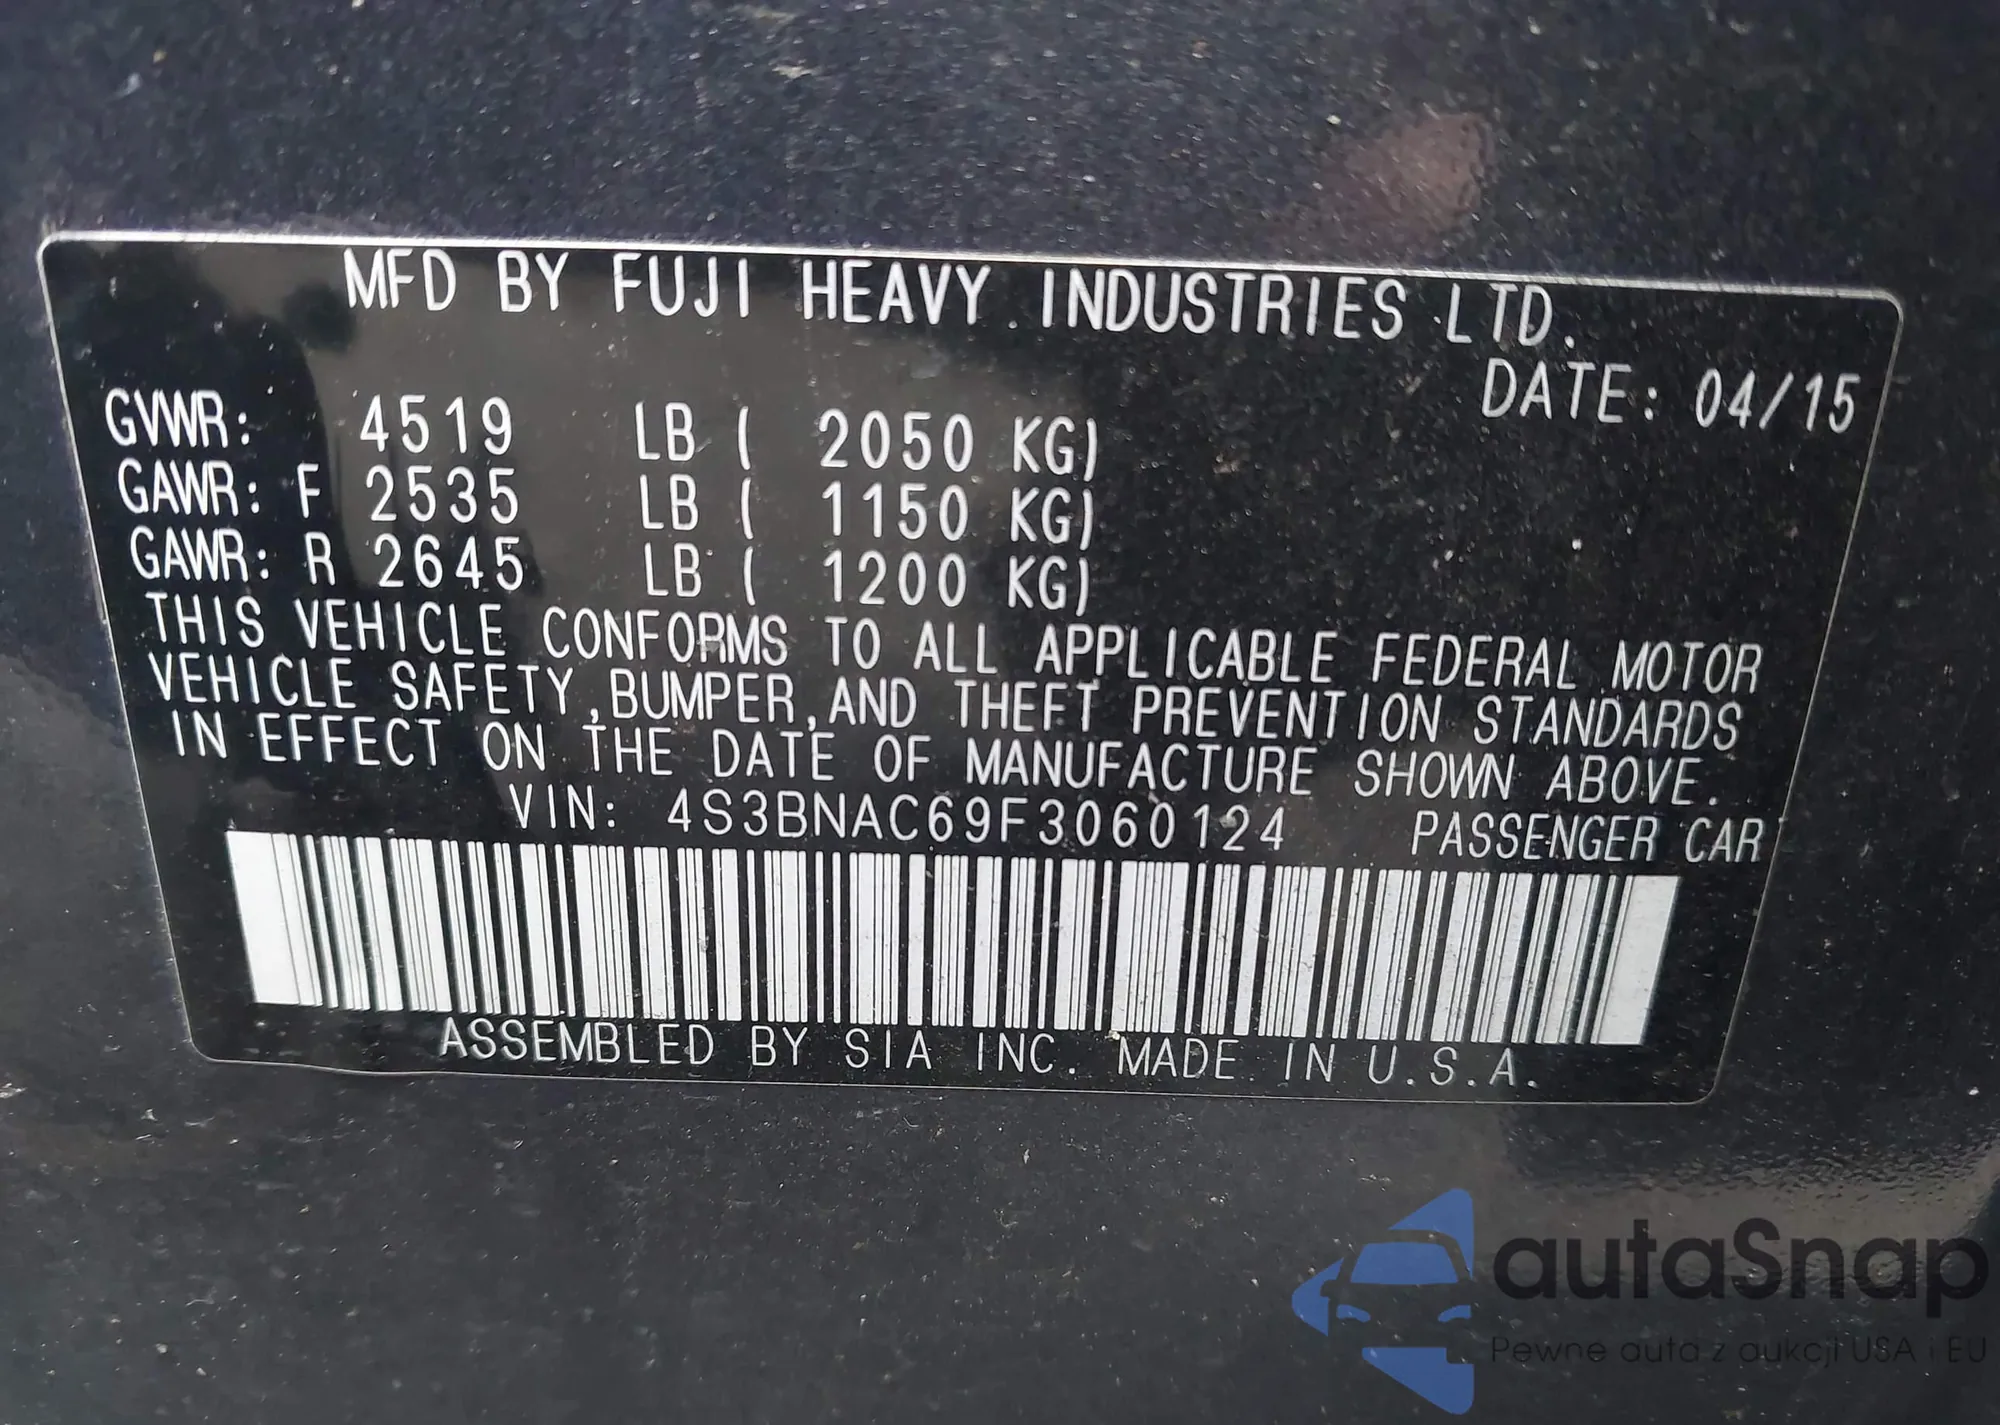 MFD BY FUJI HEAVY INDUSTRIES LTD.
DATE: 04/15
GVWR: 4519 LB ( 2050 KG)
GAWR: F 2535 LB ( 1150 KG)
GAWR: R 2645 LB ( 1200 KG)
THIS VEHICLE CONFORMS TO ALL APPLICABLE FEDERAL MOTOR
VEHICLE SAFETY,BUMPER,AND THEFT PREVENTION STANDARDS
IN EFFECT ON THE DATE OF MANUFACTURE SHOWN ABOVE.
VIN: 4S3BNAC69F3060124 PASSENGER CAR
ASSEMBLED BY SIA INC. MADE IN U.S.A.
autaSnap
Pewne auta z aukcji USA i EU